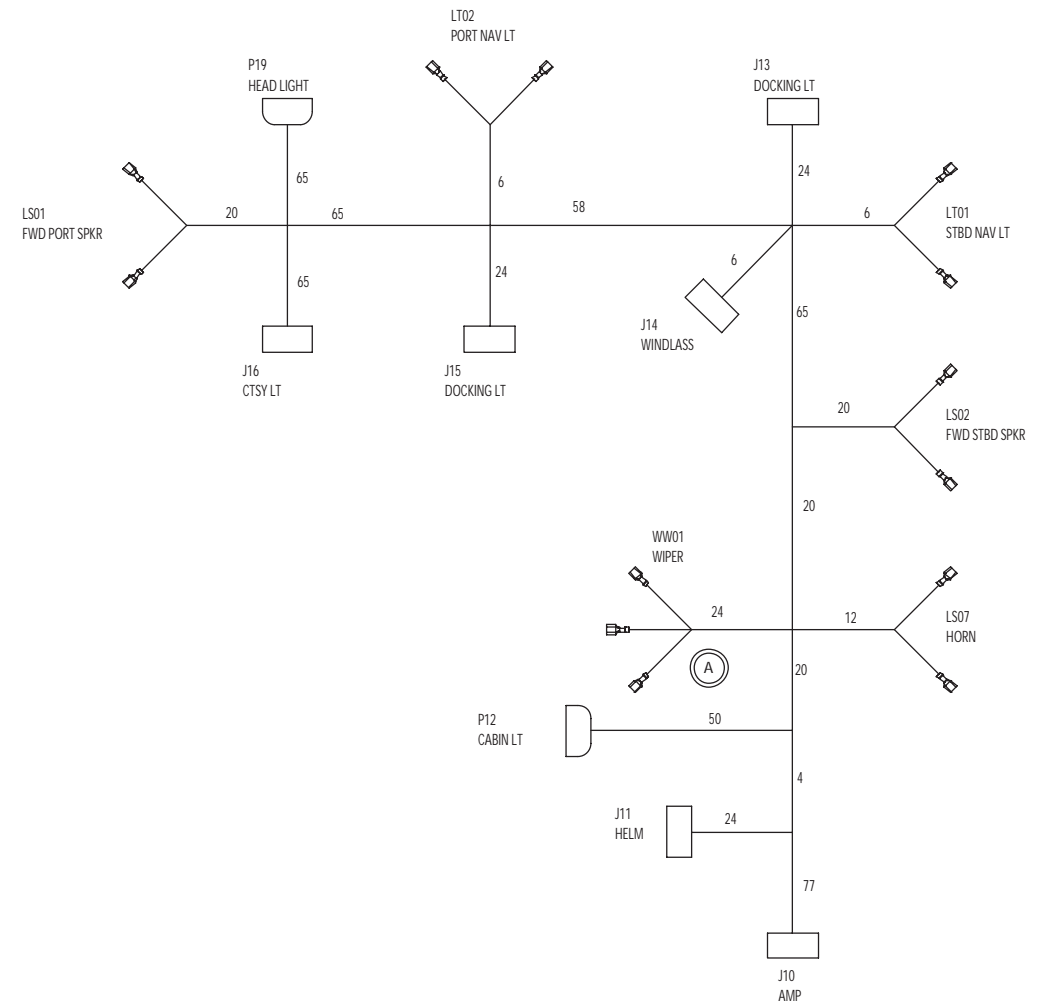 LT02
PORT NAV LT
P19
HEAD LIGHT
J13
DOCKING LT
65
6
24
LS01
FWD PORT SPKR
20
65
58
6
LT01
STBD NAV LT
65
24
6
J14
WINDLASS
65
J16
CTSY LT
J15
DOCKING LT
20
LS02
FWD STBD SPKR
20
WW01
WIPER
24
12
LS07
HORN
A
20
P12
CABIN LT
50
4
J11
HELM
24
77
J10
AMP